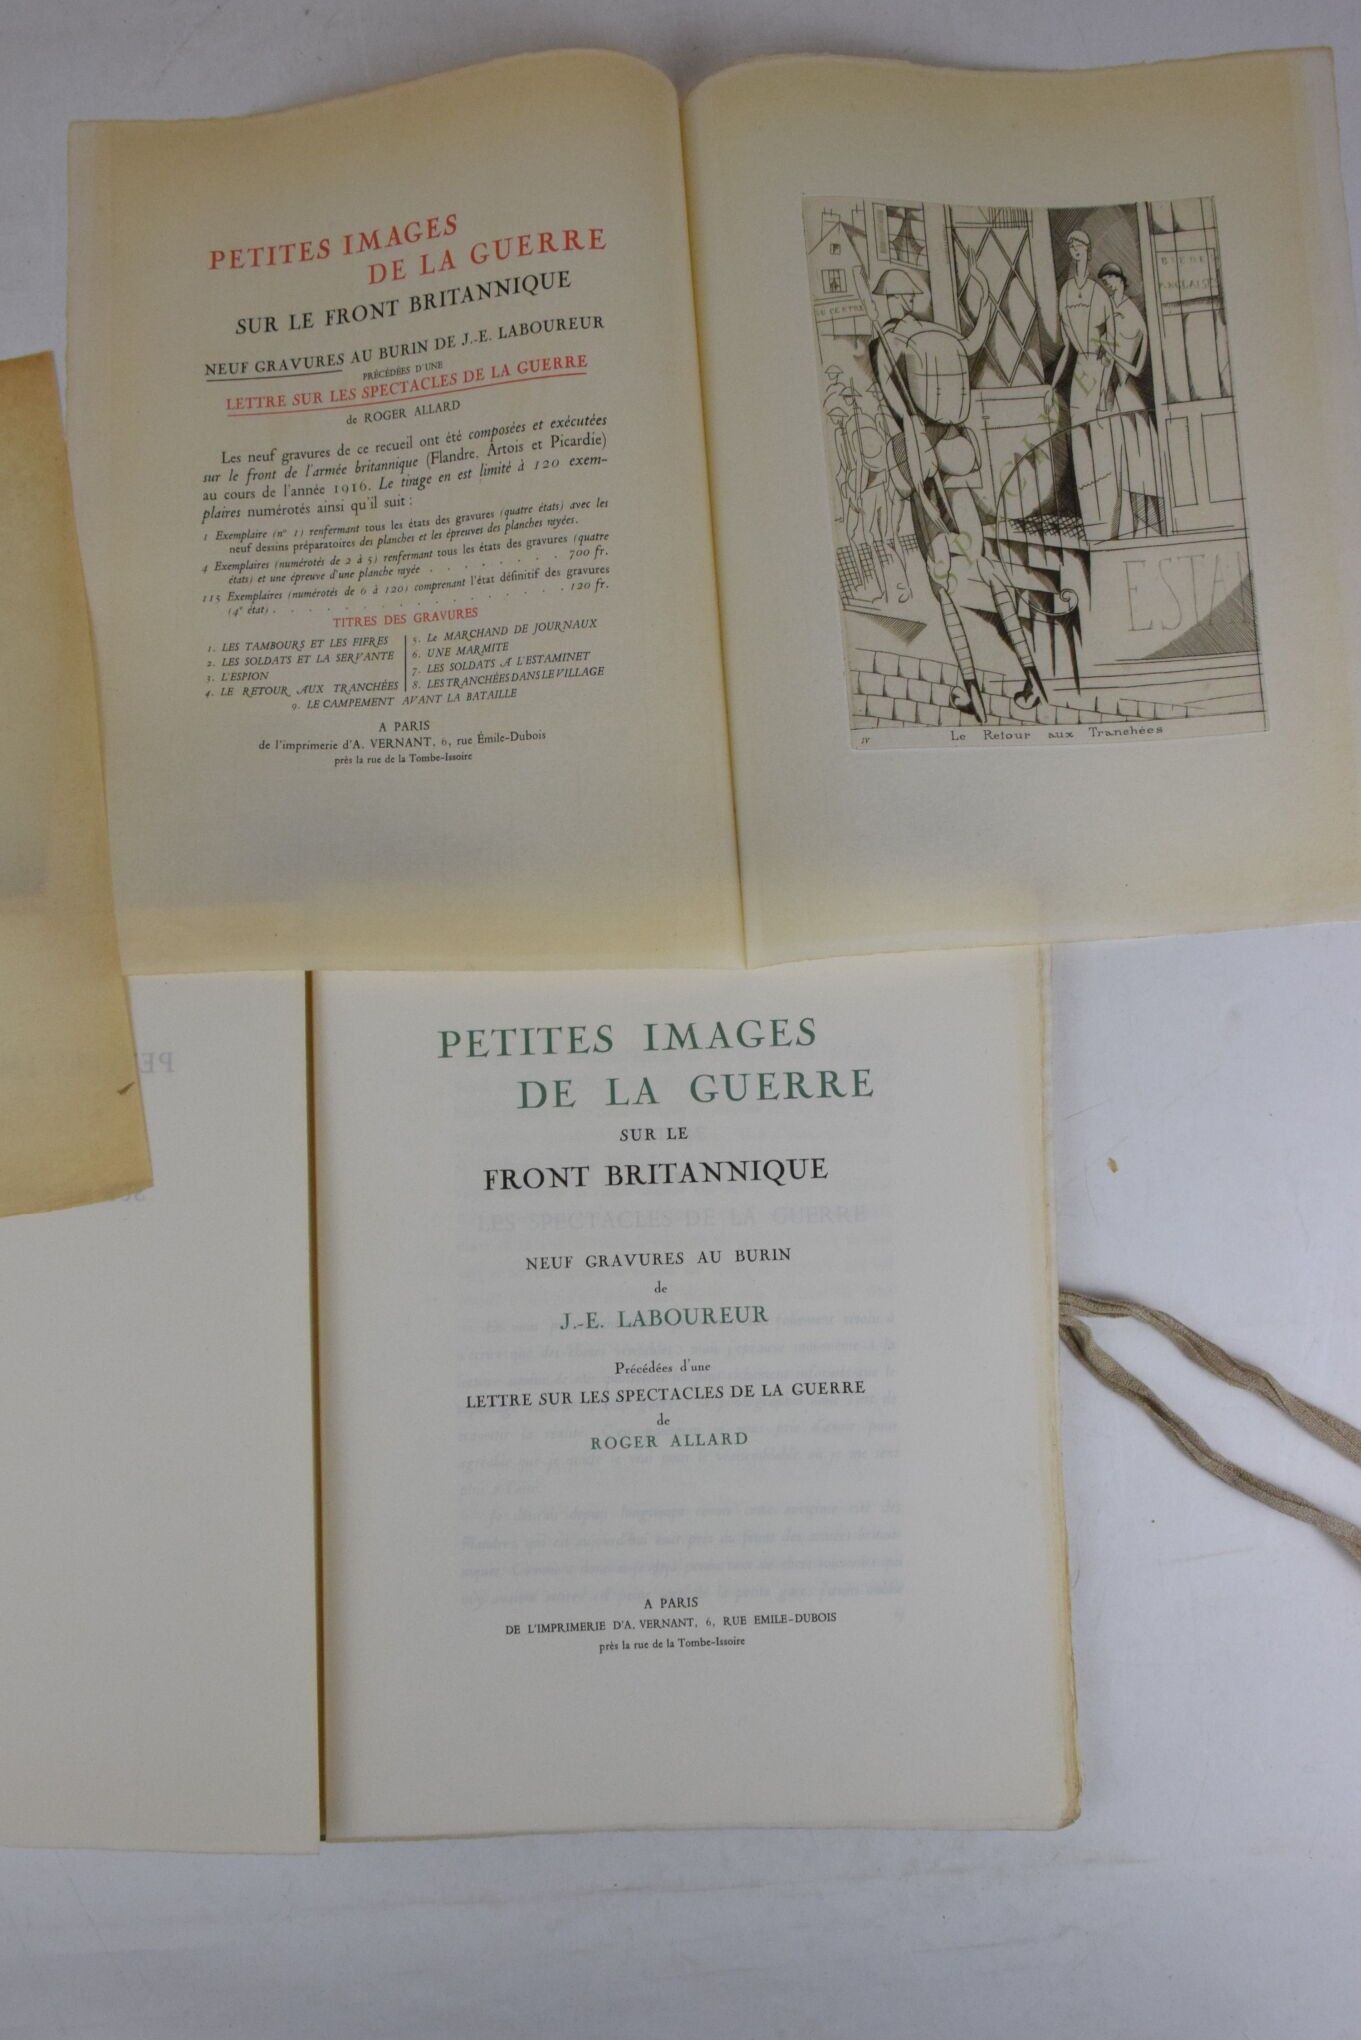 PETITES IMAGES
DE LA GUERRE
SUR LE FRONT BRITANNIQUE
NEUF GRAVURES AU BURIN DE J.-E. LABOUREUR
PRÉCÉDÉES D'UNE
LETTRE SUR LES SPECTACLES DE LA GUERRE
de ROGER ALLARD
Les neuf gravures de ce recueil ont été composées et exécutées
sur le front de l'armée britannique (Flandre, Artois et Picardie)
au cours de l'année 1916. Le tirage en est limité à 120 exem-
plaires numérotés ainsi qu'il suit :
1 Exemplaire (n° 1) renfermant tous les états des gravures (quatre états) avec les
neuf dessins préparatoires des planches et les épreuves des planches rayées.
4 Exemplaires (numérotés de 2 à 5) renfermant tous les états des gravures (quatre
états) et une épreuve d'une planche rayée . . . . . . . . 700 fr.
115 Exemplaires (numérotés de 6 à 120) comprenant l'état définitif des gravures
(4e état) . . . . . . . . . . . . . . . . . . 120 fr.
TITRES DES GRAVURES
1. LES TAMBOURS ET LES FIFRES
2. LES SOLDATS ET LA SERVANTE
3. L'ESPION
4. LE RETOUR AUX TRANCHÉES
5. Le MARCHAND DE JOURNAUX
6. UNE MARMITE
7. LES SOLDATS A L'ESTAMINET
8. LES TRANCHÉES DANS LE VILLAGE
9. LE CAMPEMENT AVANT LA BATAILLE
A PARIS
de l'imprimerie d'A. VERNANT, 6, rue Émile-Dubois
près la rue de la Tombe-Issoire
BIERE
ANGLAISE
ESTAM
SPECIMEN
IV
Le Retour aux Tranchées
PETITES IMAGES
DE LA GUERRE
SUR LE
FRONT BRITANNIQUE
NEUF GRAVURES AU BURIN
de
J.-E. LABOUREUR
Précédées d'une
LETTRE SUR LES SPECTACLES DE LA GUERRE
de
ROGER ALLARD
A PARIS
DE L'IMPRIMERIE D'A. VERNANT, 6, RUE EMILE-DUBOIS
près la rue de la Tombe-Issoire